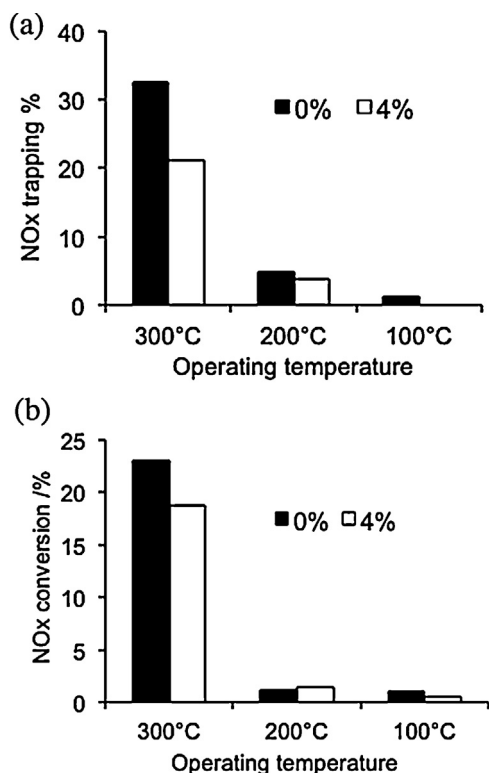 (a)
40
30
20
10
0
NOx trapping %
0% 4%
300°C 200°C 100°C
Operating temperature
(b)
25
20
15
10
5
0
NOx conversion /%
0% 4%
300°C 200°C 100°C
Operating temperature